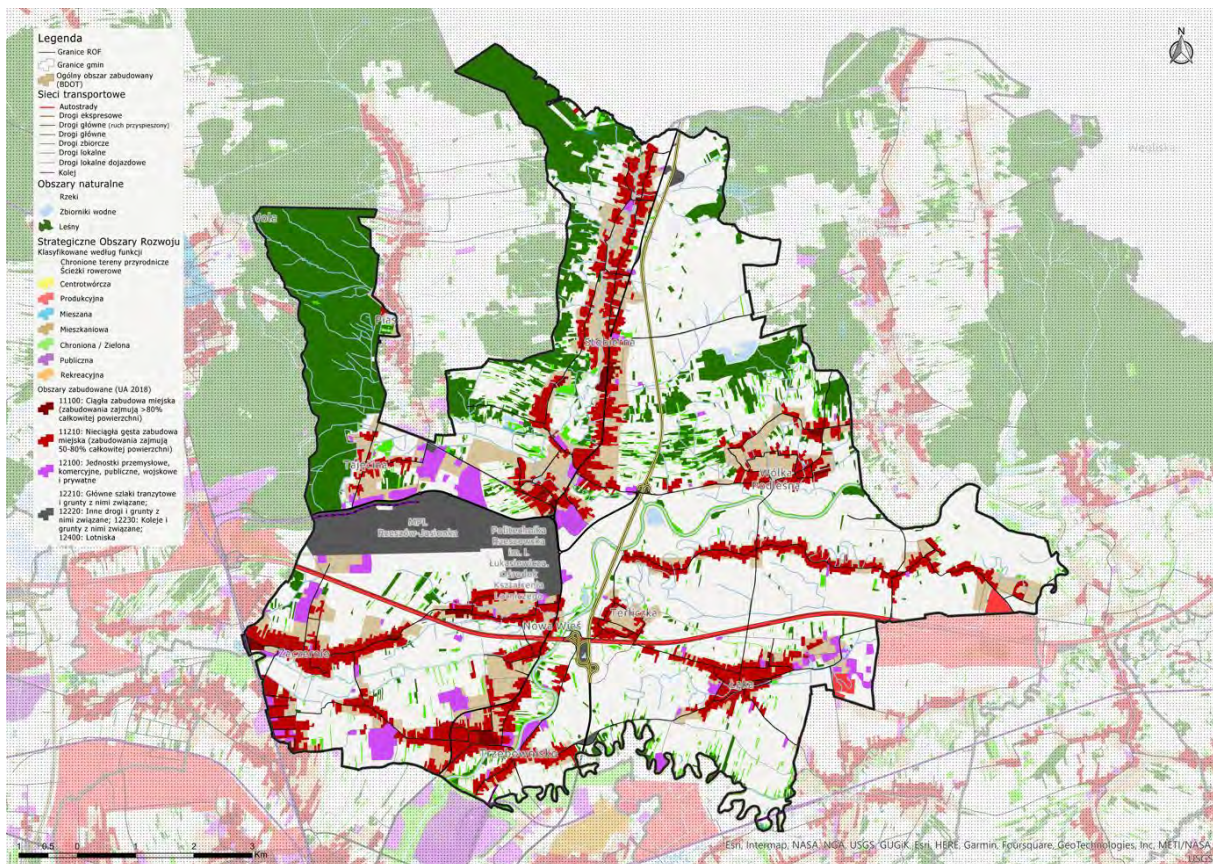 Legenda
Granice ROF
Granice gmin
Ogólny obszar zabudowany
(BDOT)
Sieci transportowe
Autostrady
Drogi ekspresowe
Drogi główne (ruch przyspieszony)
Drogi główne
Drogi zbiorcze
Drogi lokalne
Drogi lokalne dojazdowe
Kolej
Obszary naturalne
Rzeki
Zbiorniki wodne
Leśny
Strategiczne Obszary Rozwoju
Klasyfikowane według funkcji
Chronione tereny przyrodnicze
Ścieżki rowerowe
Centrotwórcza
Produkcyjna
Mieszana
Mieszkaniowa
Chroniona / Zielona
Publiczna
Rekreacyjna
Obszary zabudowane (UA 2018)
11100: Ciągła zabudowa miejska
(zabudowania zajmują >80%
całkowitej powierzchni)
11210: Nieciągła gęsta zabudowa
miejska (zabudowania zajmują
50-80% całkowitej powierzchni)
12100: Jednostki przemysłowe,
komercyjne, publiczne, wojskowe
i prywatne
12210: Główne szlaki tranzytowe
i grunty z nimi związane;
12220: Inne drogi i grunty z
nimi związane; 12230: Koleje i
grunty z nimi związane;
12400: Lotniska
N
Węgliska
Stobierna
Tajęcina
Wólka
Podleśna
MPL
Rzeszów-Jasionka
Politechnika
Rzeszowska
im. I.
Łukasiewicza.
Ośrodek
Kształcenia
Lotniczego
Terliczka
Nowa Wieś
Zaczernie
Łąka
Trzebownisko
1 0.5 0 1 2 3
Km
Esri, Intermap, NASA, NGA, USGS, GUGiK, Esri, HERE, Garmin, Foursquare, GeoTechnologies, Inc, METI/NASA,
USGS